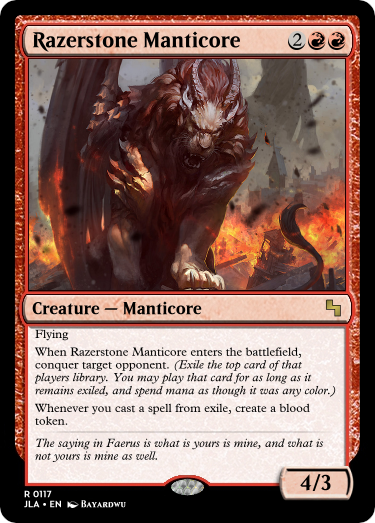 Razerstone Manticore 2
Creature — Manticore
Flying
When Razerstone Manticore enters the battlefield,
conquer target opponent. (Exile the top card of that
players library. You may play that card for as long as it
remains exiled, and spend mana as though it was any color.)
Whenever you cast a spell from exile, create a blood
token.
The saying in Faerus is what is yours is mine, and what is
not yours is mine as well.
4/3
R 0117
JLA • EN Bayardwu